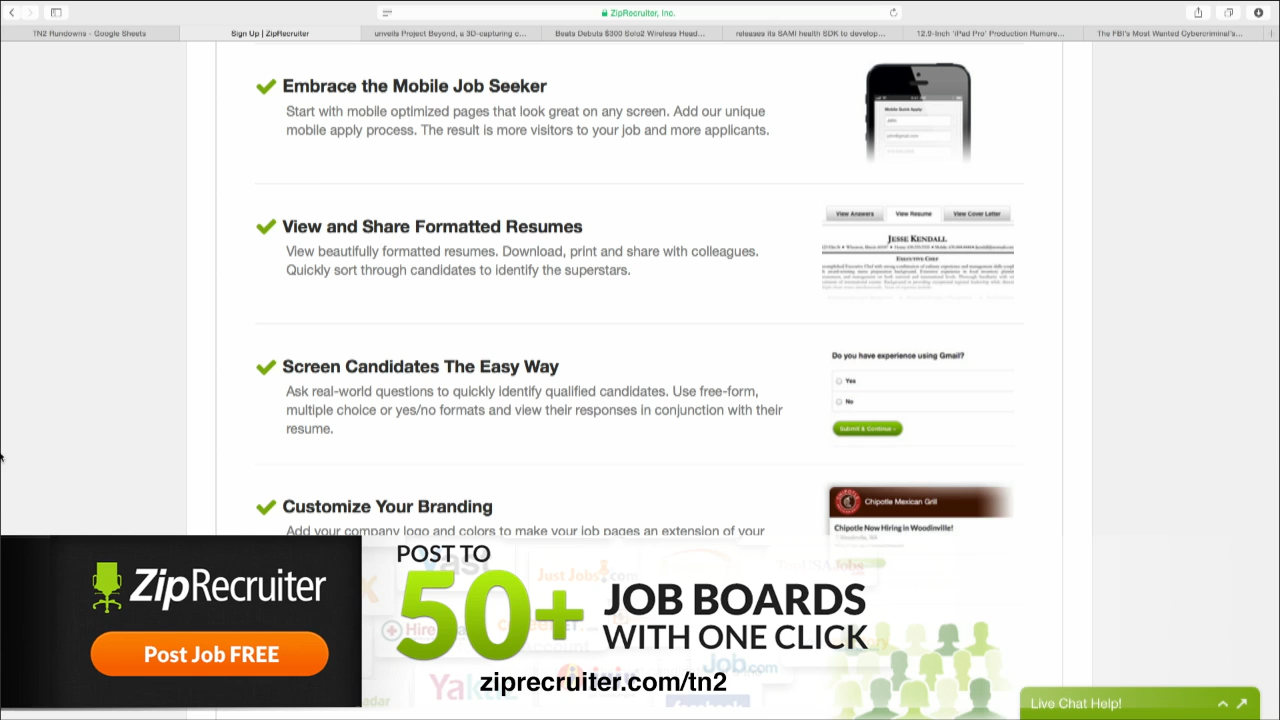 ZipRecruiter, Inc.
TN2 Rundowns - Google Sheets
Sign Up | ZipRecruiter
unveils Project Beyond, a 3D-capturing c...
Beats Debuts $300 Solo2 Wireless Head...
releases its SAMI health SDK to develop...
12.9-Inch 'iPad Pro' Production Rumore...
The FBI's Most Wanted Cybercriminal's...
Embrace the Mobile Job Seeker
Start with mobile optimized pages that look great on any screen. Add our unique
mobile apply process. The result is more visitors to your job and more applicants.
Mobile Quick Apply
View and Share Formatted Resumes
View beautifully formatted resumes. Download, print and share with colleagues.
Quickly sort through candidates to identify the superstars.
View Answers
View Resume
View Cover Letter
JESSE KENDALL
EXECUTIVE CHEF
Screen Candidates The Easy Way
Ask real-world questions to quickly identify qualified candidates. Use free-form,
multiple choice or yes/no formats and view their responses in conjunction with their
resume.
Do you have experience using Gmail?
Yes
No
Submit & Continue
Customize Your Branding
Add your company logo and colors to make your job pages an extension of your
Chipotle Mexican Grill
Chipotle Now Hiring in Woodinville!
Woodinville, WA
ZipRecruiter
Post Job FREE
POST TO
50+
JOB BOARDS
WITH ONE CLICK
ziprecruiter.com/tn2
Live Chat Help!